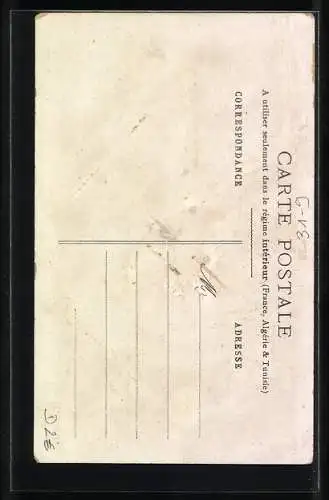 CARTE POSTALE
A utiliser seulement dans le régime intérieur (France, Algérie & Tunisie)
CORRESPONDANCE
ADRESSE
M